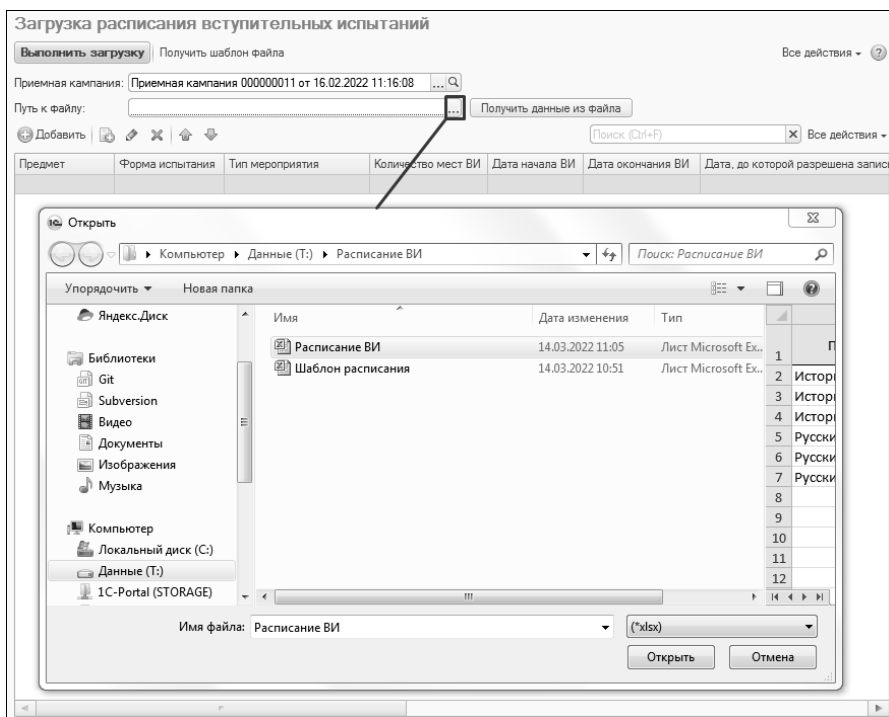 Загрузка расписания вступительных испытаний
Выполнить загрузку Получить шаблон файла Все действия
Приемная кампания: Приемная кампания 000000011 от 16.02.2022 11:16:08 ...
Путь к файлу: ... Получить данные из файла
Добавить Поиск (Ctrl+F) Все действия
Предмет Форма испытания Тип мероприятия Количество мест ВИ Дата начала ВИ Дата окончания ВИ Дата, до которой разрешена запис
Открыть
Компьютер Данные (T:) Расписание ВИ Поиск: Расписание ВИ
Упорядочить Новая папка
Яндекс.Диск Имя Дата изменения Тип
Расписание ВИ 14.03.2022 11:05 Лист Microsoft Ex... 1 П
Библиотеки
Шаблон расписания 14.03.2022 10:51 Лист Microsoft Ex... 2 Истори
Git 3 Истори
Subversion 4 Истори
Видео 5 Русски
Документы 6 Русски
Изображения 7 Русски
Музыка 8
9
Компьютер 10
Локальный диск (C:) 11
Данные (T:) 12
1C-Portal (STORAGE)
Имя файла: Расписание ВИ (*xlsx)
Открыть Отмена